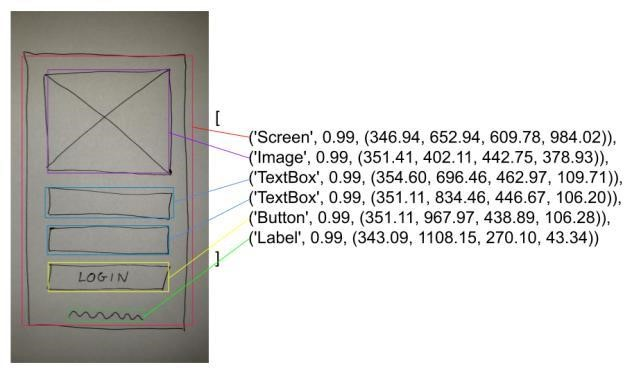 [
('Screen', 0.99, (346.94, 652.94, 609.78, 984.02)),
('Image', 0.99, (351.41, 402.11, 442.75, 378.93)),
('TextBox', 0.99, (354.60, 696.46, 462.97, 109.71)),
('TextBox', 0.99, (351.11, 834.46, 446.67, 106.20)),
('Button', 0.99, (351.11, 967.97, 438.89, 106.28)),
('Label', 0.99, (343.09, 1108.15, 270.10, 43.34))
]
LOGIN